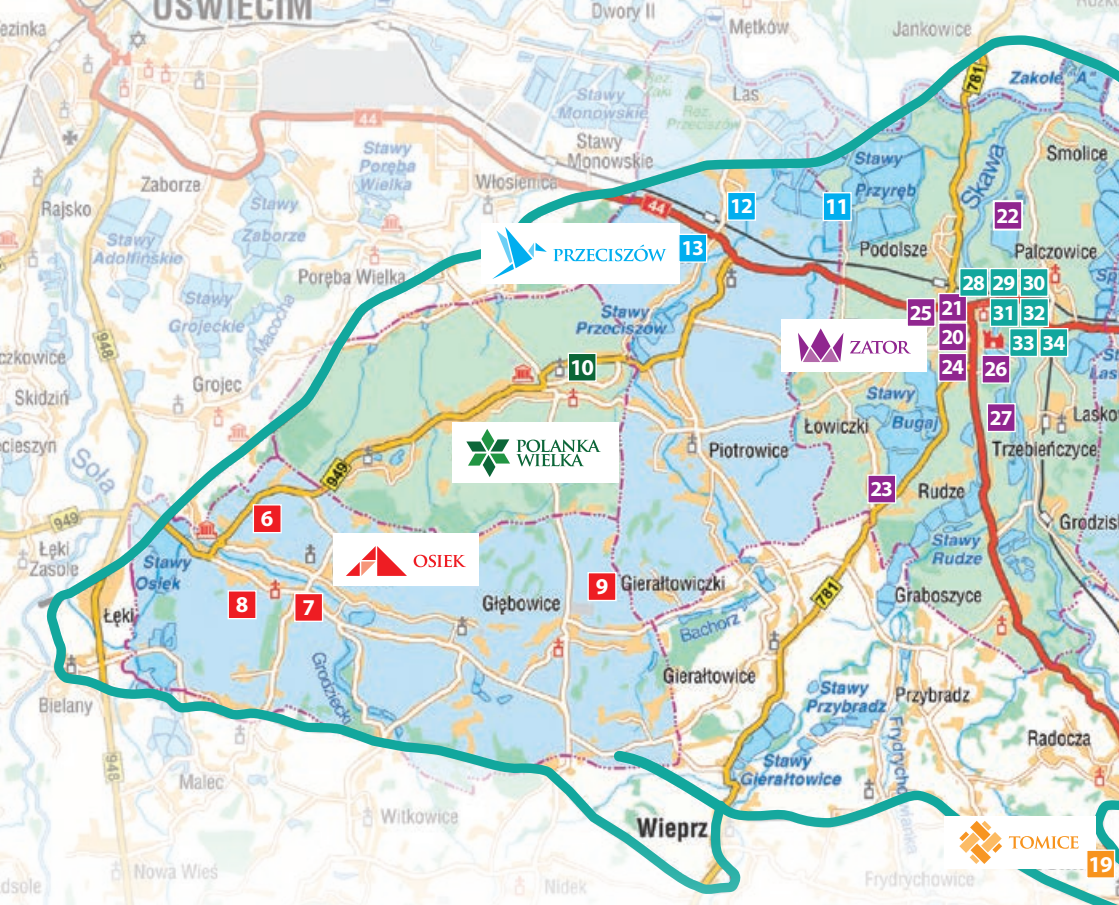 OŚWIĘCIM
Dwory II
Mętków
Jankowice
781
Zakole "A"
Rez.
Żaki
Stawy
Monowskie
Las
Rez.
Przeciszów
44
Stawy
Poręba
Wielka
Stawy
Monowskie
Smolice
Skawa
Stawy
Przyręb
Zaborze
Włosienica
Rajsko
Stawy
Zaborze
44
12
11
22
Stawy
Adolfińskie
PRZECISZÓW
13
Podolsze
Palczowice
Poręba Wielka
28 29 30
Stawy
Grojeckie
Macocha
Stawy
Przeciszów
25
21
31 32
948
ZATOR
20
33 34
10
24
26
Grojec
Skidziń
Stawy
Bugaj
Łowiczki
27
POLANKA
WIELKA
Piotrowice
Trzebieńczyce
Soła
949
23
Rudze
949
6
Łęki
Zasole
Stawy
Osiek
OSIEK
Stawy
Rudze
9
Gierałtowiczki
781
Graboszyce
8
7
Głębowice
Łęki
Bachorz
Grodziecki
Gierałtowice
Stawy
Przybradz
Przybradz
Bielany
Radocza
948
Malec
Stawy
Gierałtowice
Witkowice
Wieprz
TOMICE
19
Nowa Wieś
Nidek
Frydrychowice